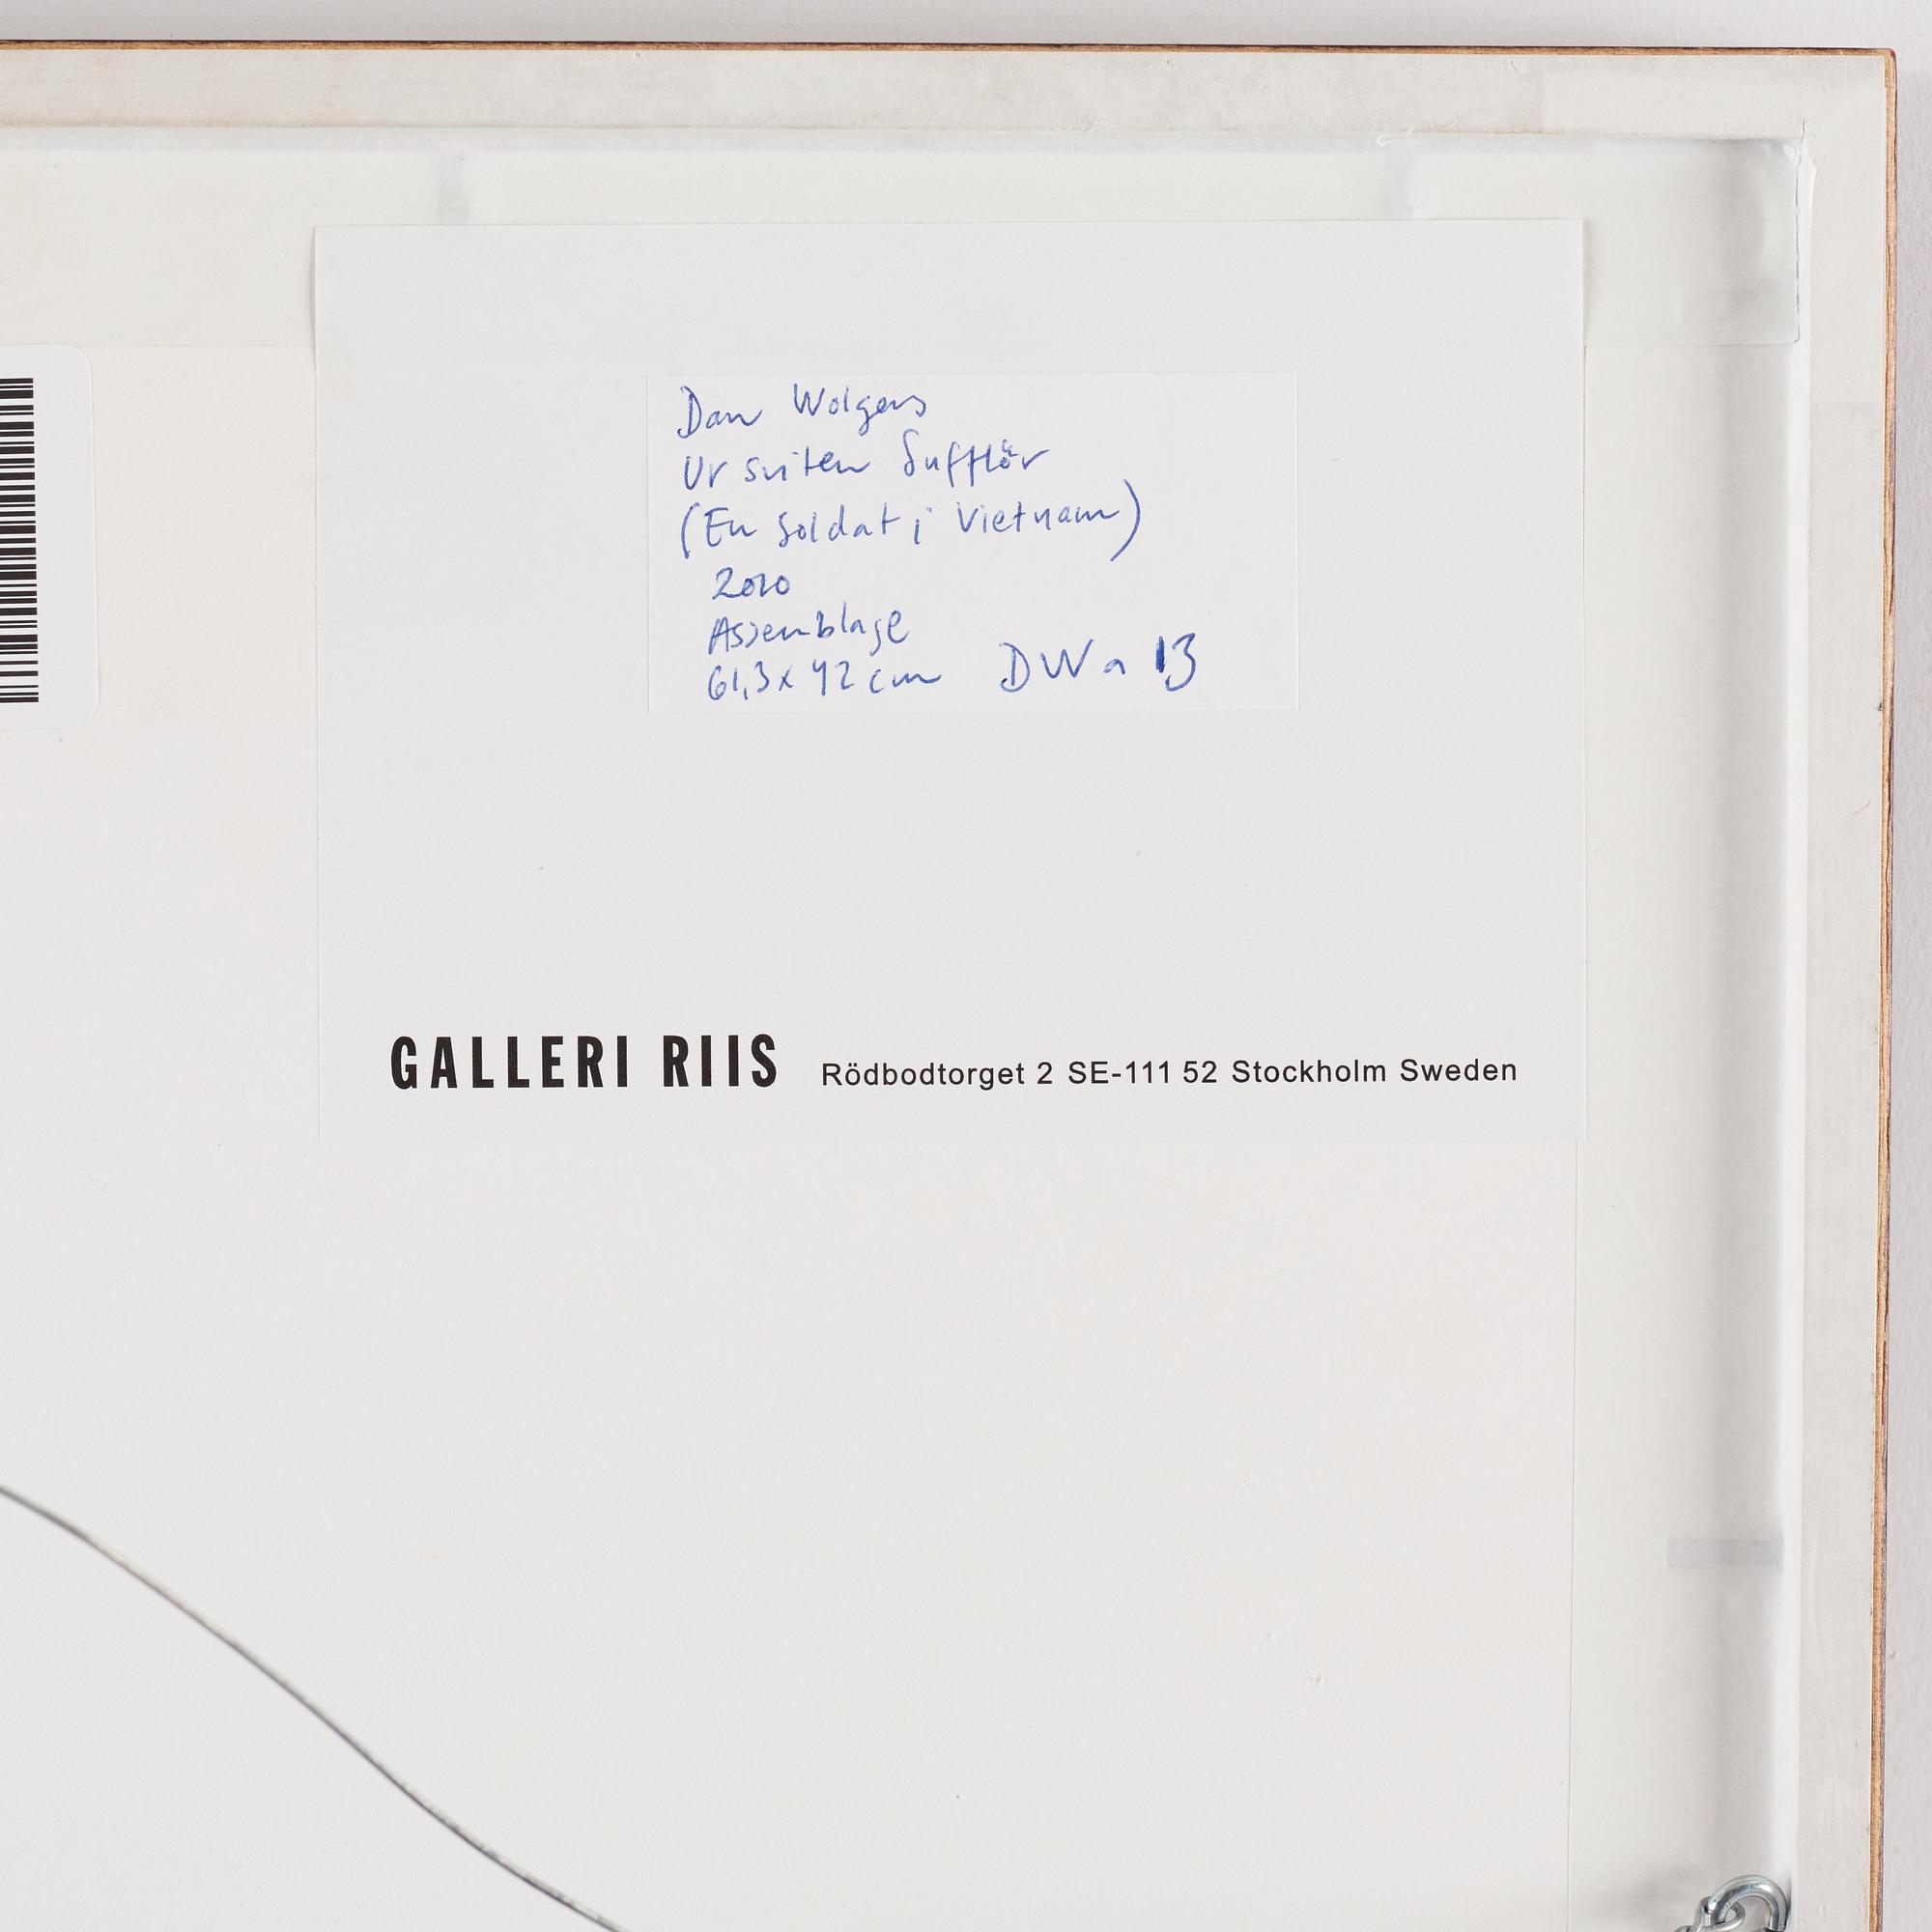 Dan Wolgers
Ur sviten Sufflör
(En soldat i Vietnam)
2010
Assemblage
61,3 x 42 cm DWa 13
GALLERI RIIS Rödbodtorget 2 SE-111 52 Stockholm Sweden